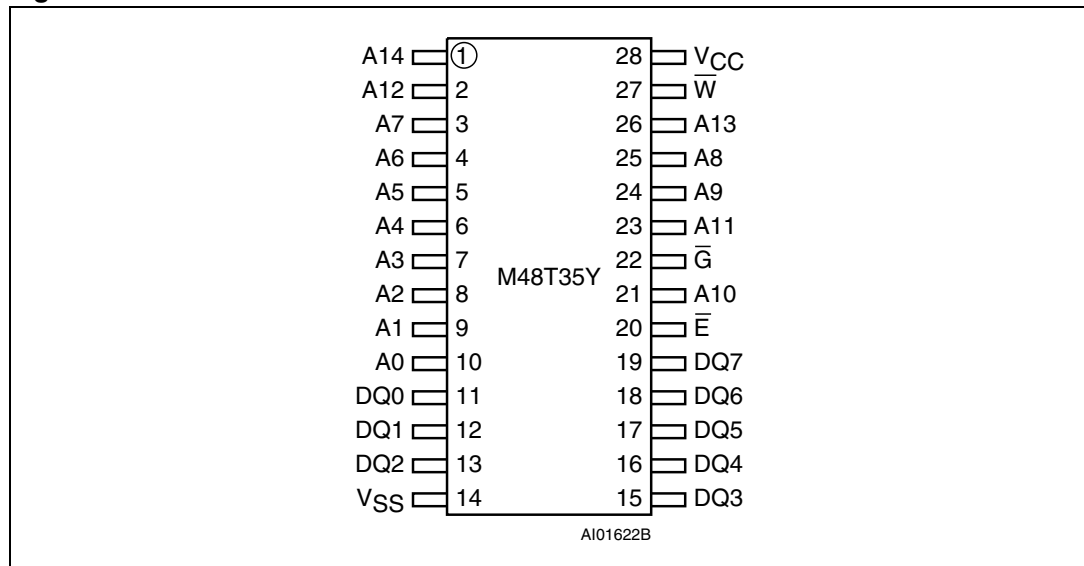 A14 1 28 VCC
A12 2 27 W̅
A7 3 26 A13
A6 4 25 A8
A5 5 24 A9
A4 6 23 A11
A3 7 22 G̅
M48T35Y
A2 8 21 A10
A1 9 20 E̅
A0 10 19 DQ7
DQ0 11 18 DQ6
DQ1 12 17 DQ5
DQ2 13 16 DQ4
VSS 14 15 DQ3
AI01622B